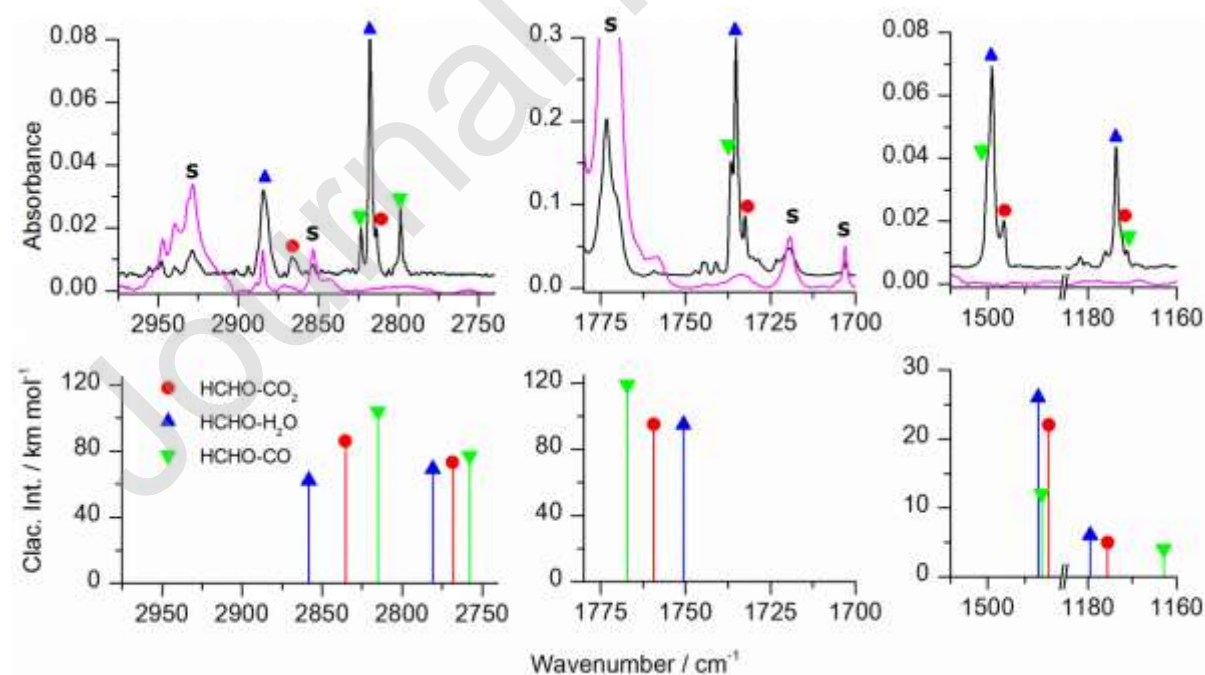 Journal
Absorbance
0.08
0.06
0.04
0.02
0.00
2950 2900 2850 2800 2750
S
S
0.3
0.2
0.1
0.0
1775 1750 1725 1700
S
S
S
0.08
0.06
0.04
0.02
0.00
1500 1180 1160
Clac. Int. / km mol-1
120
80
40
0
HCHO-CO2
HCHO-H2O
HCHO-CO
2950 2900 2850 2800 2750
120
80
40
0
1775 1750 1725 1700
30
20
10
0
1500 1180 1160
Wavenumber / cm-1